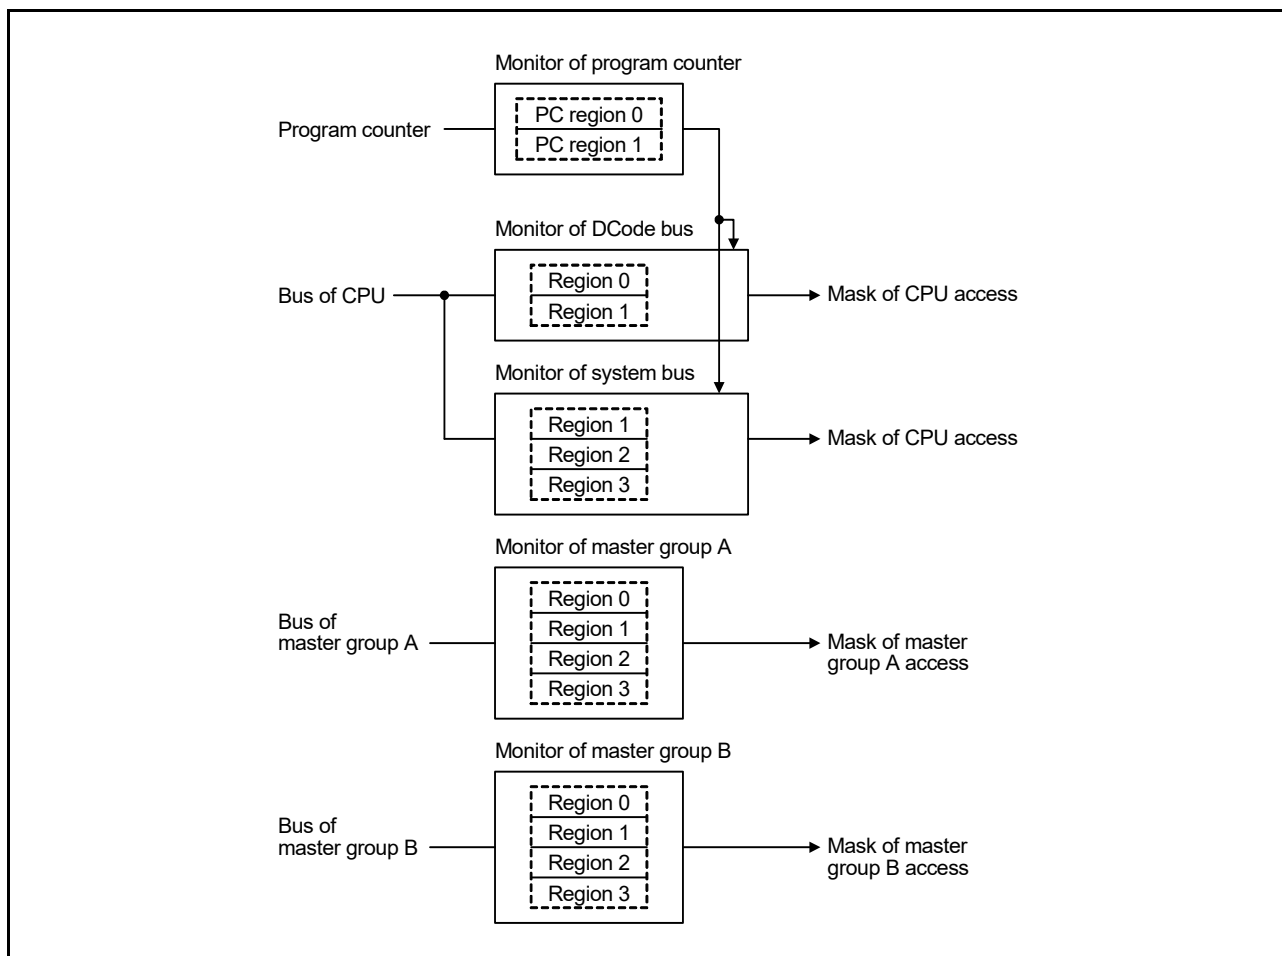 Monitor of program counter
Program counter
PC region 0
PC region 1
Monitor of DCode bus
Bus of CPU
Region 0
Region 1
Mask of CPU access
Monitor of system bus
Region 1
Region 2
Region 3
Mask of CPU access
Monitor of master group A
Bus of
master group A
Region 0
Region 1
Region 2
Region 3
Mask of master
group A access
Monitor of master group B
Bus of
master group B
Region 0
Region 1
Region 2
Region 3
Mask of master
group B access